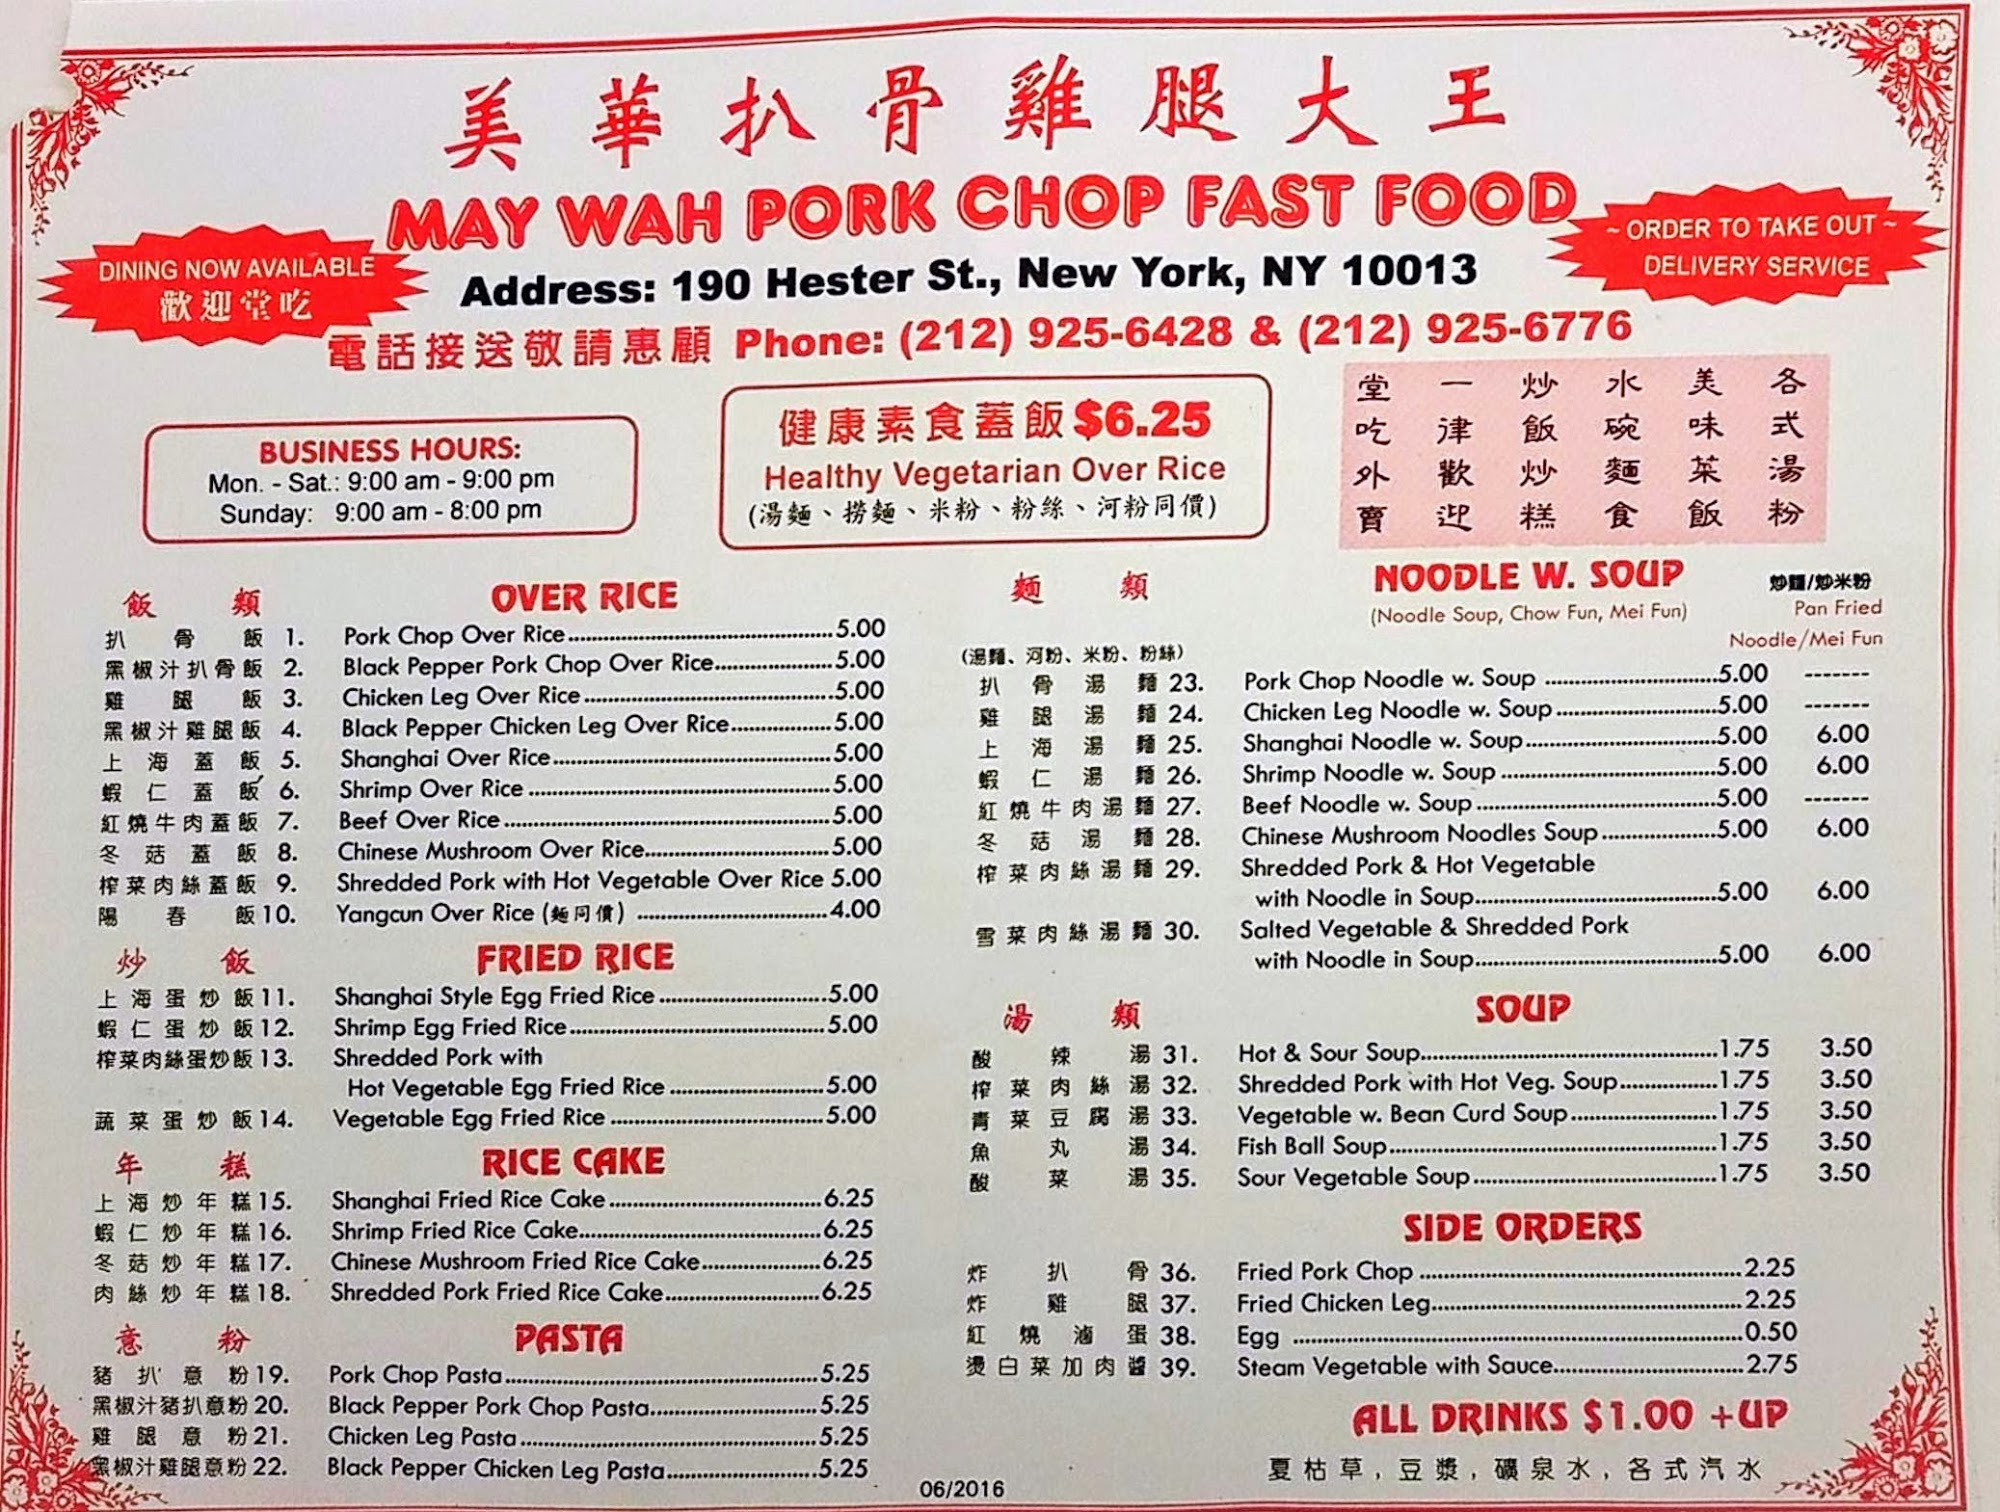 美華扒骨雞腿大王
MAY WAH PORK CHOP FAST FOOD
DINING NOW AVAILABLE
歡迎堂吃
~ ORDER TO TAKE OUT ~
DELIVERY SERVICE
Address: 190 Hester St., New York, NY 10013
電話接送敬請惠顧 Phone: (212) 925-6428 & (212) 925-6776
BUSINESS HOURS:
Mon. - Sat.: 9:00 am - 9:00 pm
Sunday: 9:00 am - 8:00 pm
健康素食蓋飯$6.25
Healthy Vegetarian Over Rice
(湯麵、撈麵、米粉、粉絲、河粉同價)
各式湯粉
美味菜飯
水碗麵食
炒飯炒糕
一律歡迎
堂吃外賣
飯類 OVER RICE
扒骨飯 1. Pork Chop Over Rice 5.00
黑椒汁扒骨飯 2. Black Pepper Pork Chop Over Rice 5.00
雞腿飯 3. Chicken Leg Over Rice 5.00
黑椒汁雞腿飯 4. Black Pepper Chicken Leg Over Rice 5.00
上海蓋飯 5. Shanghai Over Rice 5.00
蝦仁蓋飯 6. Shrimp Over Rice 5.00
紅燒牛肉蓋飯 7. Beef Over Rice 5.00
冬菇蓋飯 8. Chinese Mushroom Over Rice 5.00
榨菜肉絲蓋飯 9. Shredded Pork with Hot Vegetable Over Rice 5.00
陽春飯 10. Yangcun Over Rice (麵同價) 4.00
炒飯 FRIED RICE
上海蛋炒飯 11. Shanghai Style Egg Fried Rice 5.00
蝦仁蛋炒飯 12. Shrimp Egg Fried Rice 5.00
榨菜肉絲蛋炒飯 13. Shredded Pork with
Hot Vegetable Egg Fried Rice 5.00
蔬菜蛋炒飯 14. Vegetable Egg Fried Rice 5.00
年糕 RICE CAKE
上海炒年糕 15. Shanghai Fried Rice Cake 6.25
蝦仁炒年糕 16. Shrimp Fried Rice Cake 6.25
冬菇炒年糕 17. Chinese Mushroom Fried Rice Cake 6.25
肉絲炒年糕 18. Shredded Pork Fried Rice Cake 6.25
意粉 PASTA
豬扒意粉 19. Pork Chop Pasta 5.25
黑椒汁豬扒意粉 20. Black Pepper Pork Chop Pasta 5.25
雞腿意粉 21. Chicken Leg Pasta 5.25
黑椒汁雞腿意粉 22. Black Pepper Chicken Leg Pasta 5.25
麵類 NOODLE W. SOUP
(Noodle Soup, Chow Fun, Mei Fun)
炒麵/炒米粉
Pan Fried
Noodle/Mei Fun
(湯麵、河粉、米粉、粉絲)
扒骨湯麵 23. Pork Chop Noodle w. Soup 5.00 -------
雞腿湯麵 24. Chicken Leg Noodle w. Soup 5.00 -------
上海湯麵 25. Shanghai Noodle w. Soup 5.00 6.00
蝦仁湯麵 26. Shrimp Noodle w. Soup 5.00 6.00
紅燒牛肉湯麵 27. Beef Noodle w. Soup 5.00 -------
冬菇湯麵 28. Chinese Mushroom Noodles Soup 5.00 6.00
榨菜肉絲湯麵 29. Shredded Pork & Hot Vegetable
with Noodle in Soup 5.00 6.00
雪菜肉絲湯麵 30. Salted Vegetable & Shredded Pork
with Noodle in Soup 5.00 6.00
湯類 SOUP
酸辣湯 31. Hot & Sour Soup 1.75 3.50
榨菜肉絲湯 32. Shredded Pork with Hot Veg. Soup 1.75 3.50
青菜豆腐湯 33. Vegetable w. Bean Curd Soup 1.75 3.50
魚丸湯 34. Fish Ball Soup 1.75 3.50
酸菜湯 35. Sour Vegetable Soup 1.75 3.50
SIDE ORDERS
炸扒骨 36. Fried Pork Chop 2.25
炸雞腿 37. Fried Chicken Leg 2.25
紅燒滷蛋 38. Egg 0.50
燙白菜加肉醬 39. Steam Vegetable with Sauce 2.75
ALL DRINKS $1.00 +UP
夏枯草,豆漿,礦泉水,各式汽水
06/2016